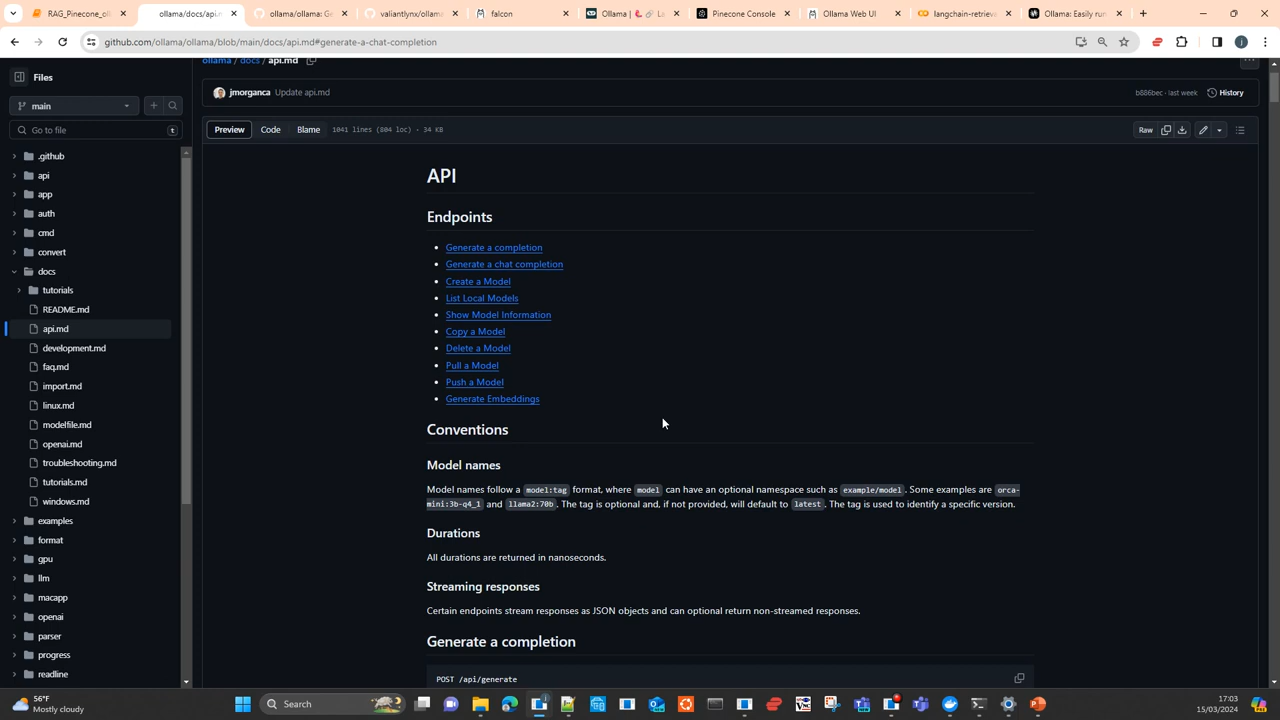 RAG_Pinecone_oll
ollama/docs/api.m
ollama/ollama: Ge
valiantlynx/ollama
falcon
Ollama | 🦜️🔗 La
Pinecone Console
Ollama Web UI
langchain-retrieva
Ollama: Easily run
github.com/ollama/ollama/blob/main/docs/api.md#generate-a-chat-completion
Files
main
Go to file
t
.github
api
app
auth
cmd
convert
docs
tutorials
README.md
api.md
development.md
faq.md
import.md
linux.md
modelfile.md
openai.md
troubleshooting.md
tutorials.md
windows.md
examples
format
gpu
llm
macapp
openai
parser
progress
readline
ollama / docs / api.md
jmorganca Update api.md
b886bec · last week History
Preview Code Blame 1041 lines (804 loc) · 34 KB
Raw
API
Endpoints
• Generate a completion
• Generate a chat completion
• Create a Model
• List Local Models
• Show Model Information
• Copy a Model
• Delete a Model
• Pull a Model
• Push a Model
• Generate Embeddings
Conventions
Model names
Model names follow a model:tag format, where model can have an optional namespace such as example/model. Some examples are orca-
mini:3b-q4_1 and llama2:70b. The tag is optional and, if not provided, will default to latest. The tag is used to identify a specific version.
Durations
All durations are returned in nanoseconds.
Streaming responses
Certain endpoints stream responses as JSON objects and can optional return non-streamed responses.
Generate a completion
POST /api/generate
56°F
Mostly cloudy
Search
17:03
15/03/2024